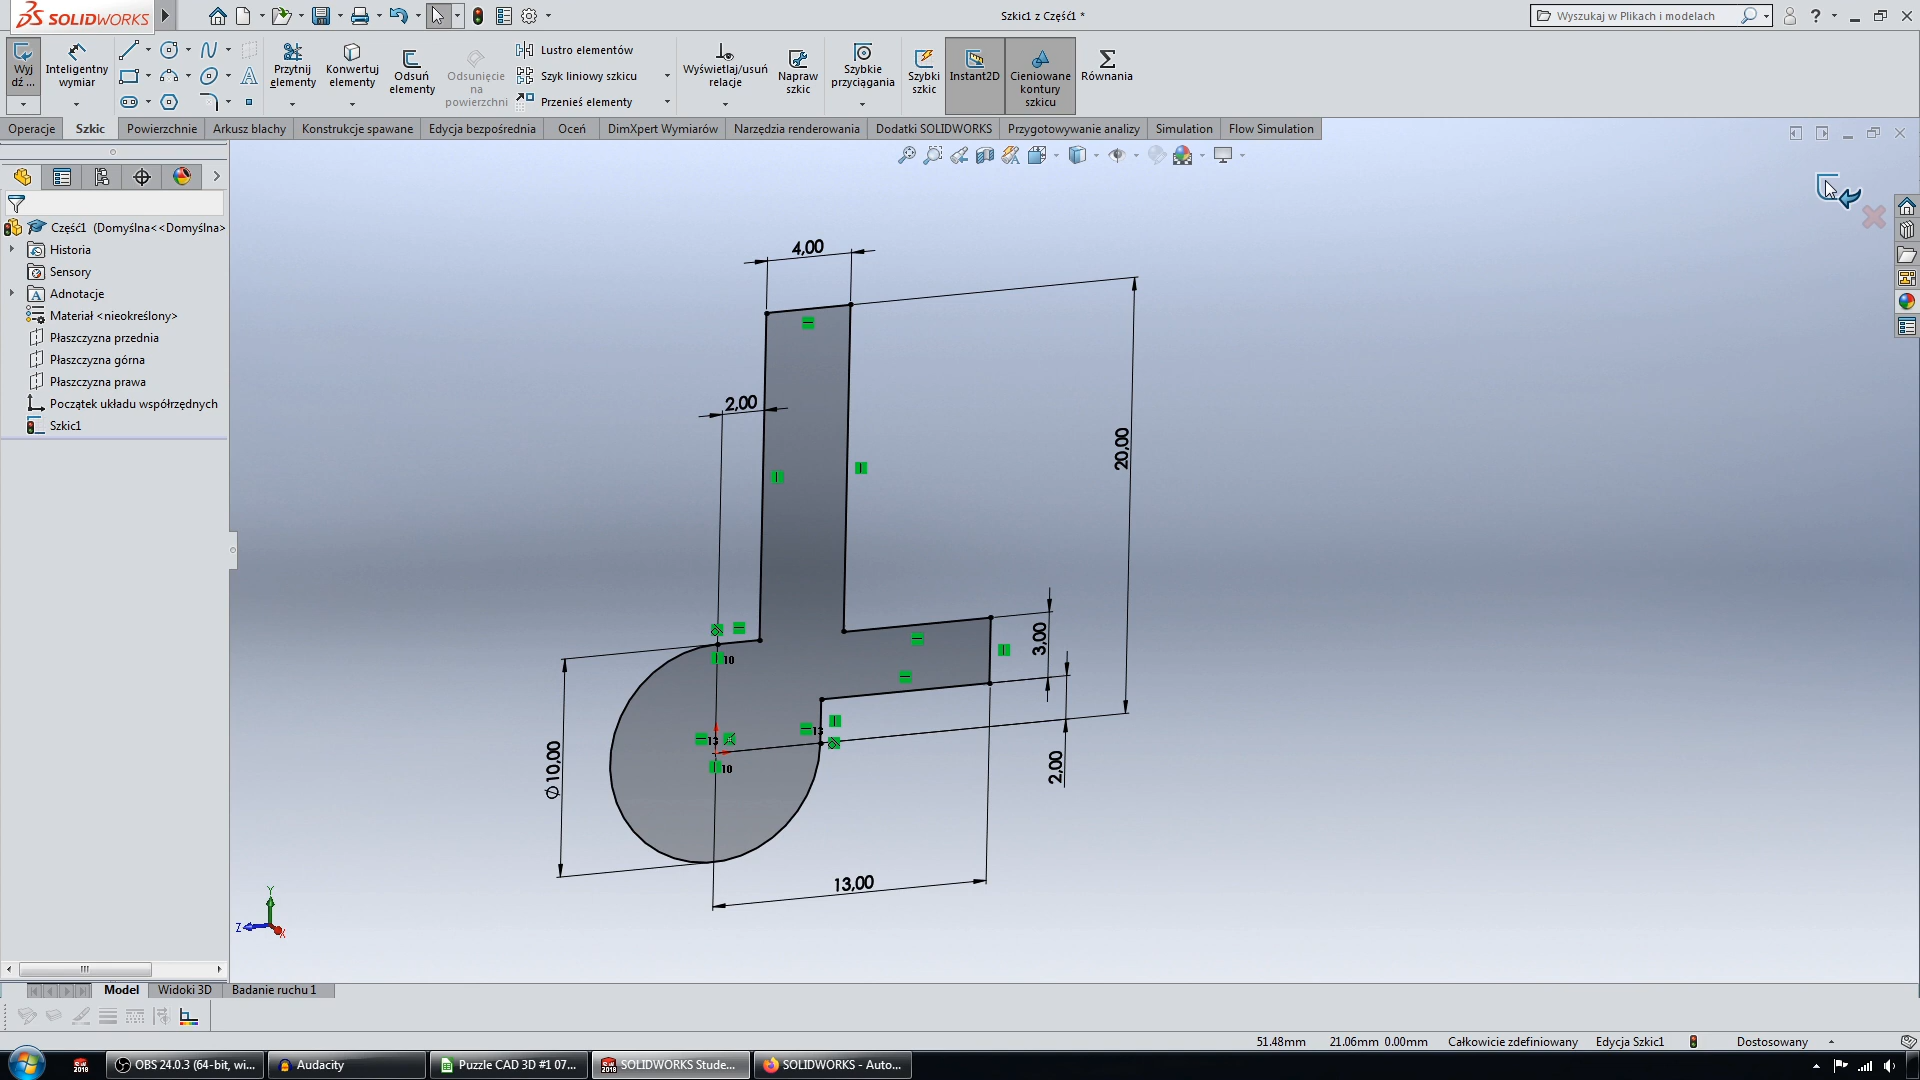 SOLIDWORKS
Szkic1 z Część1 *
Wyszukaj w Plikach i modelach
?
Wyj
dź ...
Inteligentny
wymiar
Przytnij
elementy
Konwertuj
elementy
Odsuń
elementy
Odsunięcie
na
powierzchni
Lustro elementów
Szyk liniowy szkicu
Przenieś elementy
Wyświetlaj/usuń
relacje
Napraw
szkic
Szybkie
przyciągania
Szybki
szkic
Instant2D
Cieniowane
kontury
szkicu
Równania
Operacje
Szkic
Powierzchnie
Arkusz blachy
Konstrukcje spawane
Edycja bezpośrednia
Oceń
DimXpert Wymiarów
Narzędzia renderowania
Dodatki SOLIDWORKS
Przygotowywanie analizy
Simulation
Flow Simulation
Część1 (Domyślna<<Domyślna>
Historia
Sensory
Adnotacje
Materiał <nieokreślony>
Płaszczyzna przednia
Płaszczyzna górna
Płaszczyzna prawa
Początek układu współrzędnych
Szkic1
4,00
2,00
20,00
3,00
10
13
13
10
2,00
Ø 10,00
13,00
Y
Z
X
Model
Widoki 3D
Badanie ruchu 1
51.48mm
21.06mm
0.00mm
Całkowicie zdefiniowany
Edycja Szkic1
Dostosowany
OBS 24.0.3 (64-bit, wi...
Audacity
Puzzle CAD 3D #1 07...
SOLIDWORKS Stude...
SOLIDWORKS - Auto...